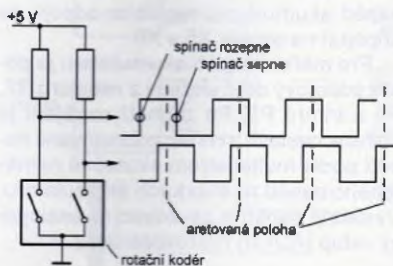 +5 V
spínač rozepne
spínač sepne
aretovaná poloha
rotační kodér